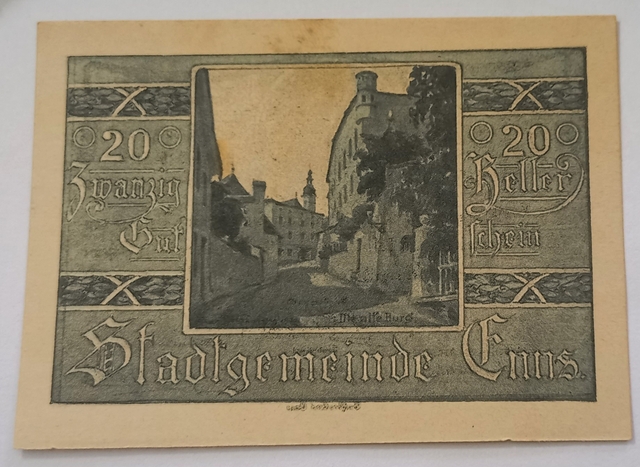 20
Zwanzig
Gut
20
Heller
schein
Die alte Burg
Stadtgemeinde Enns.